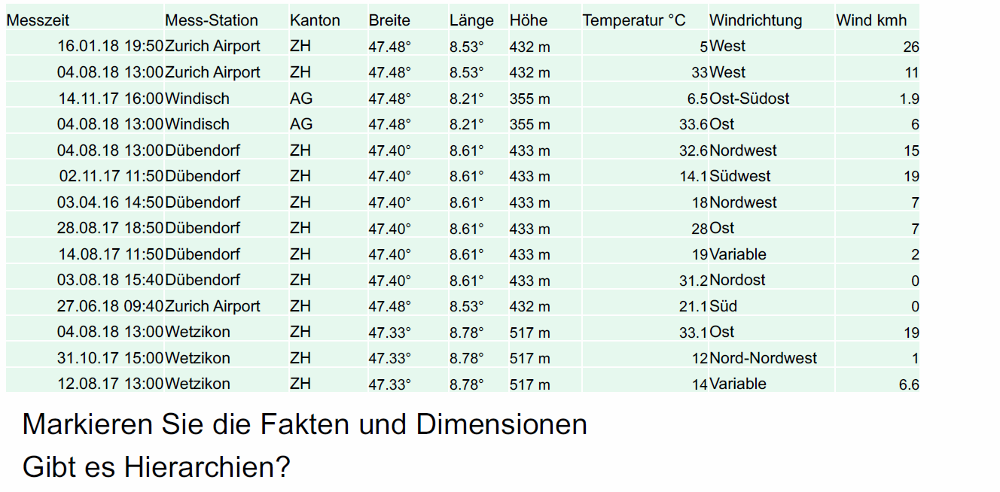 Messzeit Mess-Station Kanton Breite Länge Höhe Temperatur °C Windrichtung Wind kmh
16.01.18 19:50 Zurich Airport ZH 47.48° 8.53° 432 m 5 West 26
04.08.18 13:00 Zurich Airport ZH 47.48° 8.53° 432 m 33 West 11
14.11.17 16:00 Windisch AG 47.48° 8.21° 355 m 6.5 Ost-Südost 1.9
04.08.18 13:00 Windisch AG 47.48° 8.21° 355 m 33.6 Ost 6
04.08.18 13:00 Dübendorf ZH 47.40° 8.61° 433 m 32.6 Nordwest 15
02.11.17 11:50 Dübendorf ZH 47.40° 8.61° 433 m 14.1 Südwest 19
03.04.16 14:50 Dübendorf ZH 47.40° 8.61° 433 m 18 Nordwest 7
28.08.17 18:50 Dübendorf ZH 47.40° 8.61° 433 m 28 Ost 7
14.08.17 11:50 Dübendorf ZH 47.40° 8.61° 433 m 19 Variable 2
03.08.18 15:40 Dübendorf ZH 47.40° 8.61° 433 m 31.2 Nordost 0
27.06.18 09:40 Zurich Airport ZH 47.48° 8.53° 432 m 21.1 Süd 0
04.08.18 13:00 Wetzikon ZH 47.33° 8.78° 517 m 33.1 Ost 19
31.10.17 15:00 Wetzikon ZH 47.33° 8.78° 517 m 12 Nord-Nordwest 1
12.08.17 13:00 Wetzikon ZH 47.33° 8.78° 517 m 14 Variable 6.6
Markieren Sie die Fakten und Dimensionen
Gibt es Hierarchien?